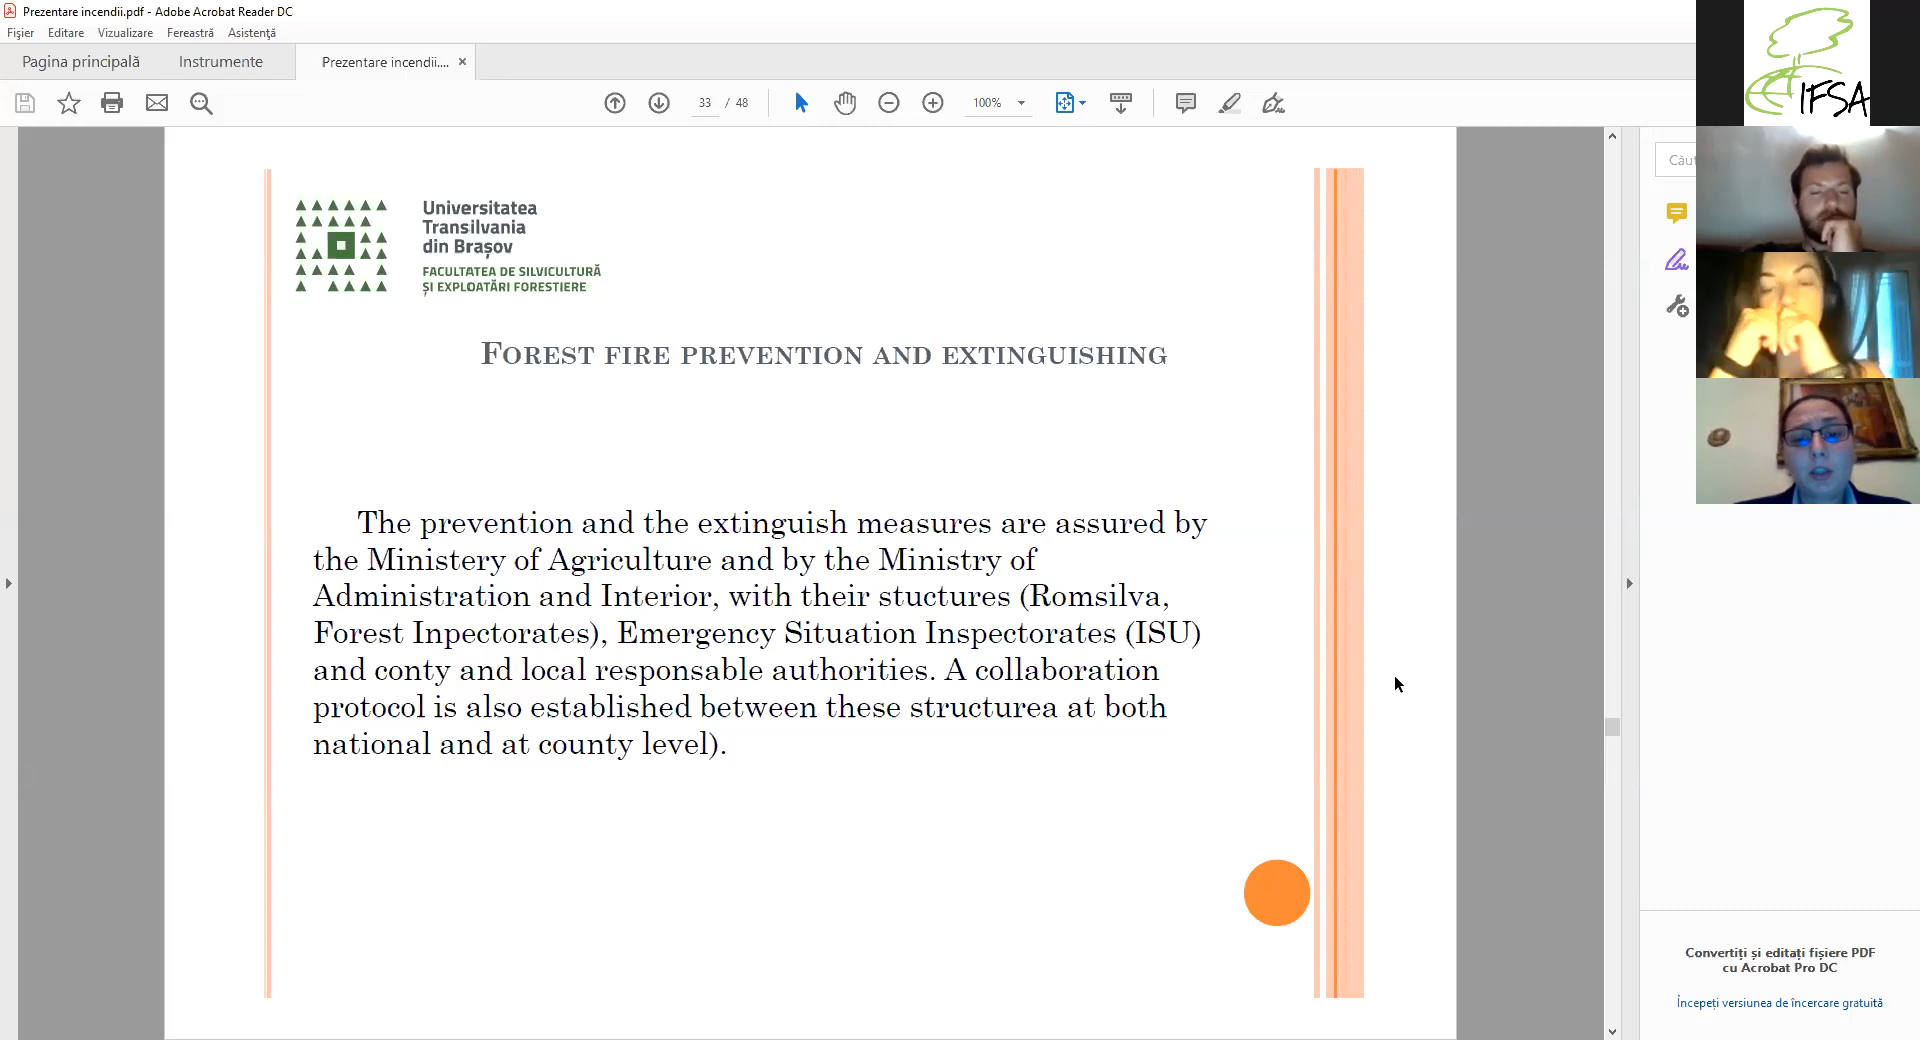 Prezentare incendii.pdf - Adobe Acrobat Reader DC
Fișier Editare Vizualizare Fereastră Asistență
Pagina principală Instrumente Prezentare incendii.... ×
33 / 48 100%
IFSA
Universitatea
Transilvania
din Brașov
FACULTATEA DE SILVICULTURĂ
ȘI EXPLOATĂRI FORESTIERE
FOREST FIRE PREVENTION AND EXTINGUISHING
The prevention and the extinguish measures are assured by
the Ministery of Agriculture and by the Ministry of
Administration and Interior, with their stuctures (Romsilva,
Forest Inpectorates), Emergency Situation Inspectorates (ISU)
and conty and local responsable authorities. A collaboration
protocol is also established between these structurea at both
national and at county level).
Convertiți și editați fișiere PDF
cu Acrobat Pro DC
Începeți versiunea de încercare gratuită